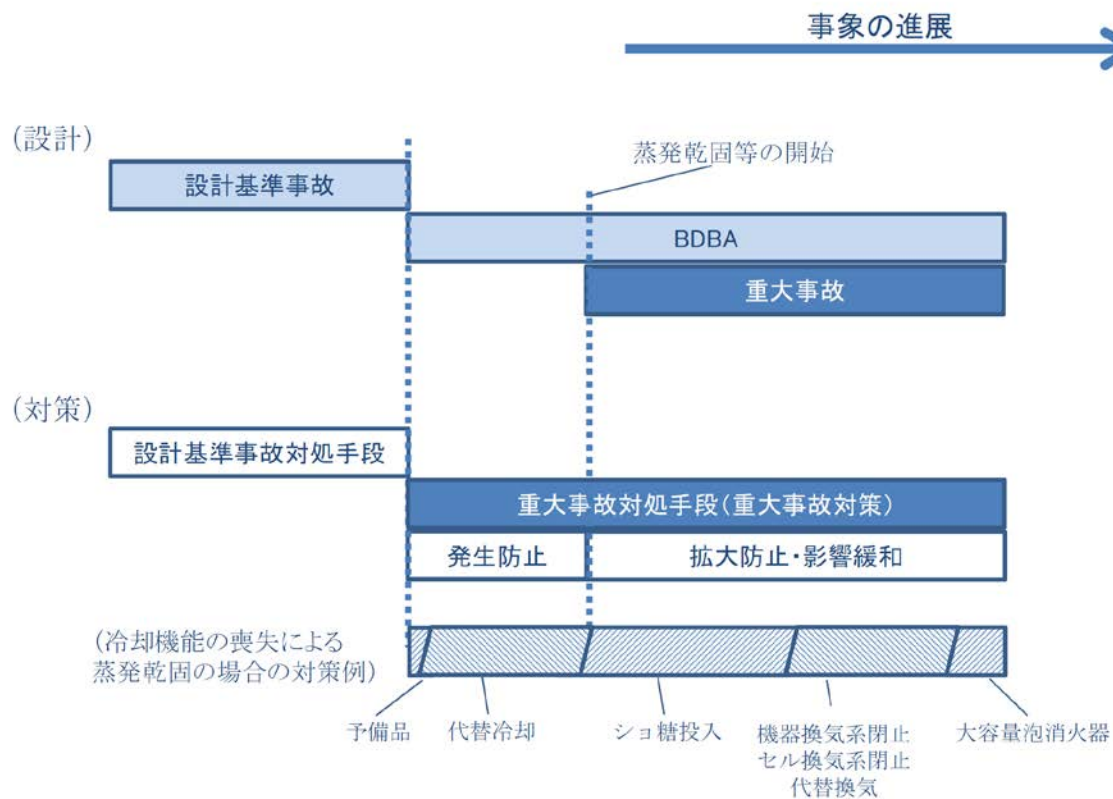 事象の進展
(設計)
蒸発乾固等の開始
設計基準事故
BDBA
重大事故
(対策)
設計基準事故対処手段
重大事故対処手段(重大事故対策)
発生防止
拡大防止・影響緩和
(冷却機能の喪失による
蒸発乾固の場合の対策例)
予備品
代替冷却
ショ糖投入
機器換気系閉止
セル換気系閉止
代替換気
大容量泡消火器